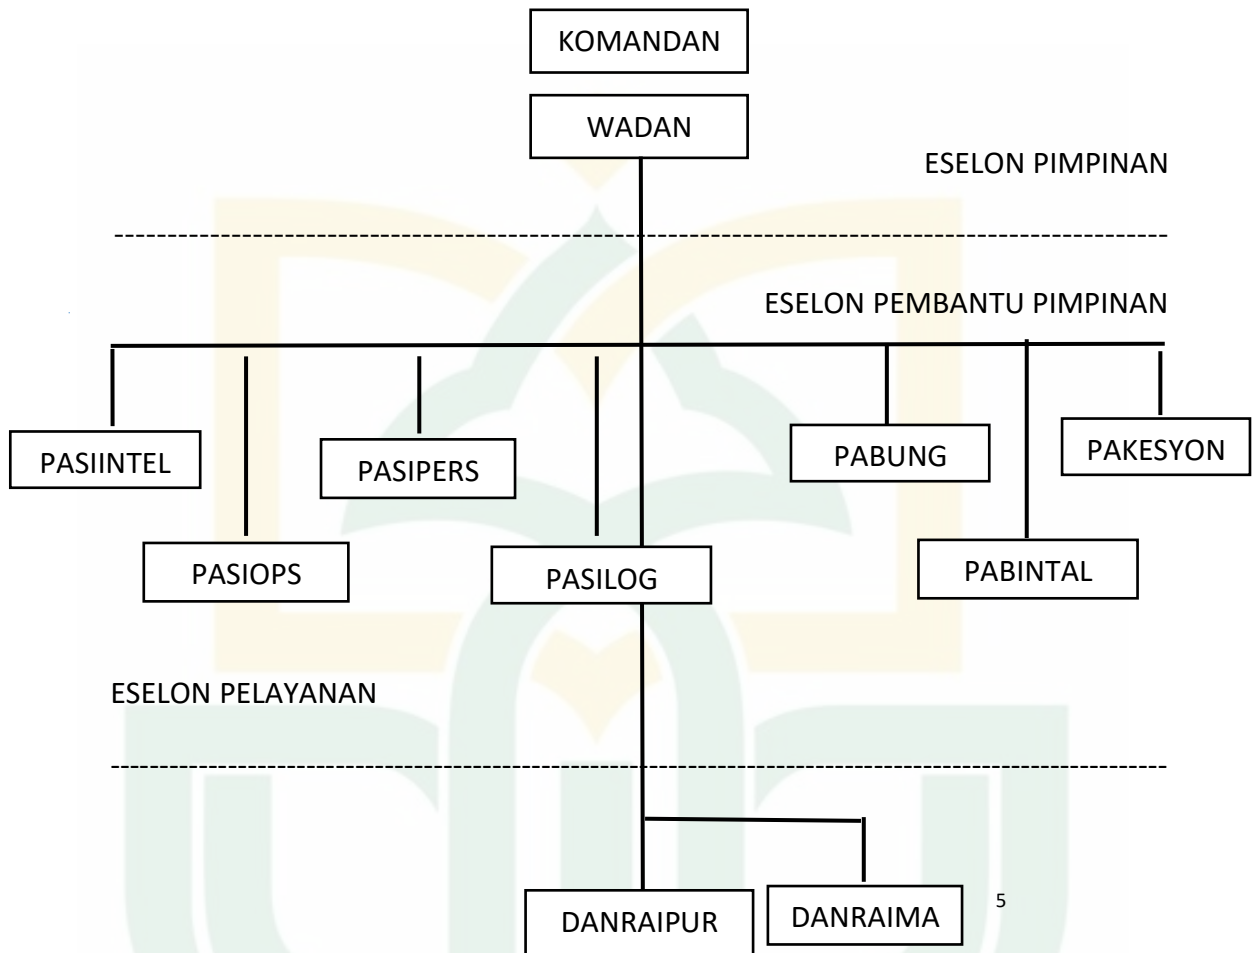 KOMANDAN
WADAN
ESELON PIMPINAN
ESELON PEMBANTU PIMPINAN
PASIINTEL
PASIPERS
PABUNG
PAKESYON
PASIOPS
PASILOG
PABINTAL
ESELON PELAYANAN
DANRAIPUR
DANRAIMA
5